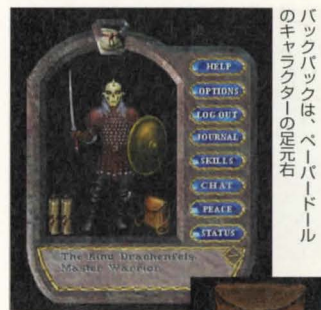 バックパックは、ペーパードール
のキャラクターの足元右
HELP
OPTIONS
LOG OUT
JOURNAL
SKILLS
CHAT
PEACE
STATUS
The Kind Drachenfels,
Master Warrior